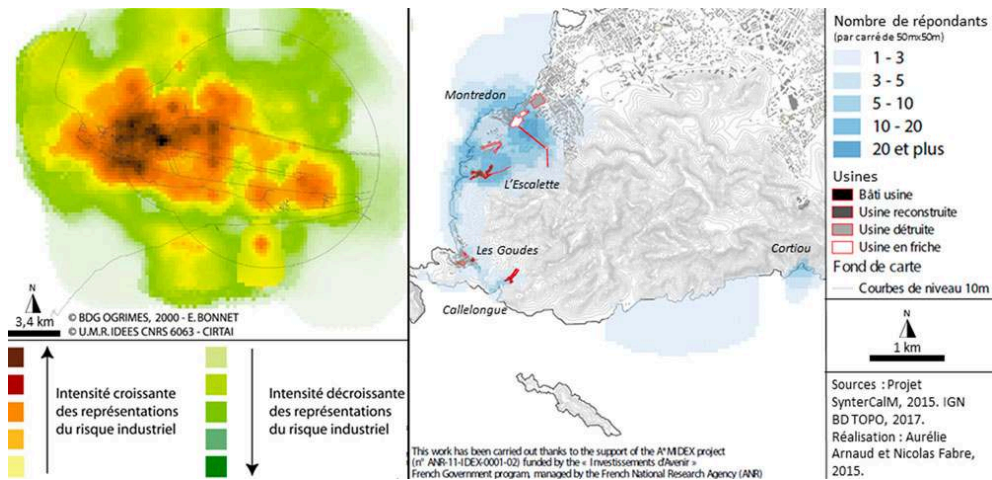 N
3,4 km
© BDG OGRIMES, 2000 - E. BONNET
© U.M.R. IDEES CNRS 6063 - CIRTAI
Intensité croissante
des représentations
du risque industriel
Intensité décroissante
des représentations
du risque industriel
Montredon
L'Escalette
Les Goudes
Cortiou
Callelongue
This work has been carried out thanks to the support of the A*MIDEX project
(n° ANR-11-IDEX-0001-02) funded by the « Investissements d'Avenir »
French Government program, managed by the French National Research Agency (ANR)
Nombre de répondants
(par carré de 50mx50m)
1 - 3
3 - 5
5 - 10
10 - 20
20 et plus
Usines
Bâti usine
Usine reconstruite
Usine détruite
Usine en friche
Fond de carte
Courbes de niveau 10m
N
1 km
Sources : Projet
SynterCalM, 2015. IGN
BD TOPO, 2017.
Réalisation : Aurélie
Arnaud et Nicolas Fabre,
2015.